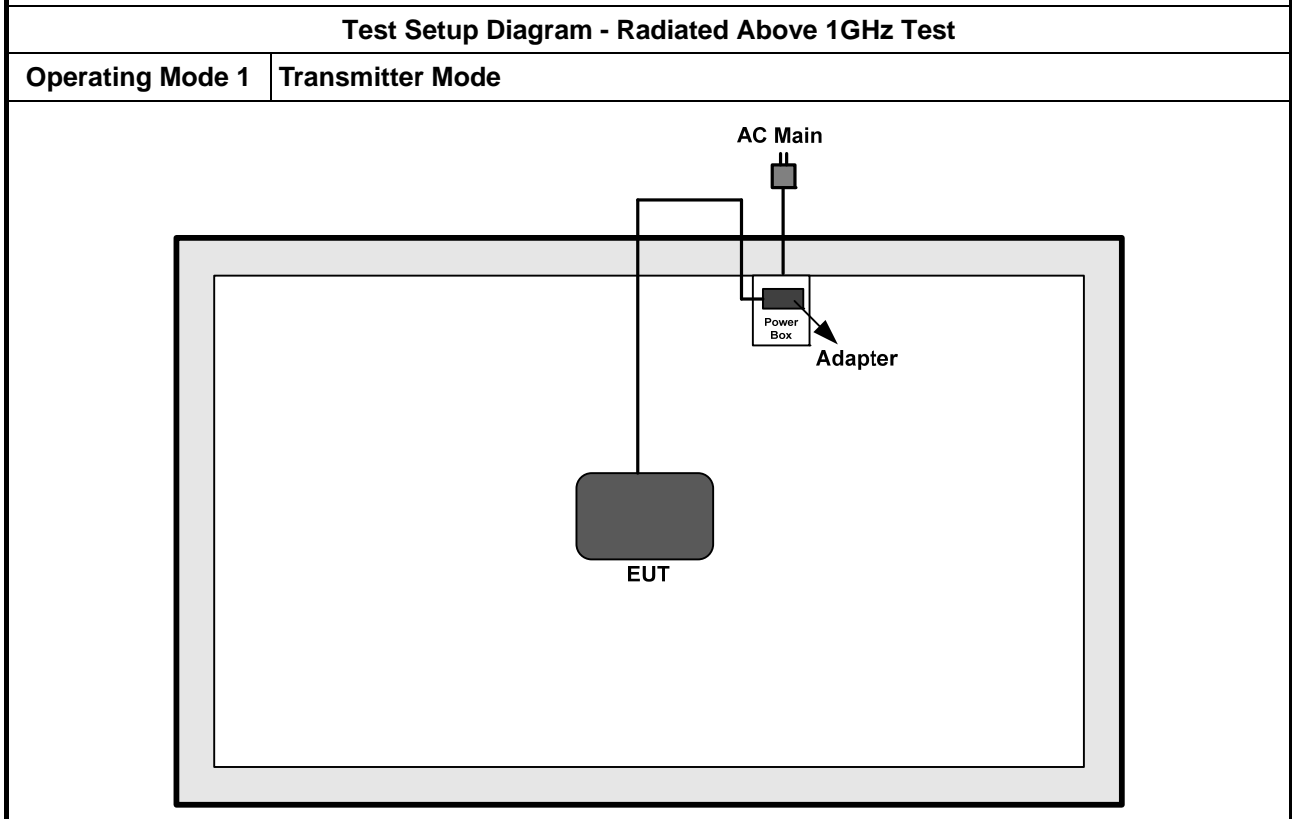 Test Setup Diagram - Radiated Above 1GHz Test
Operating Mode 1 Transmitter Mode
AC Main
Power
Box
Adapter
EUT